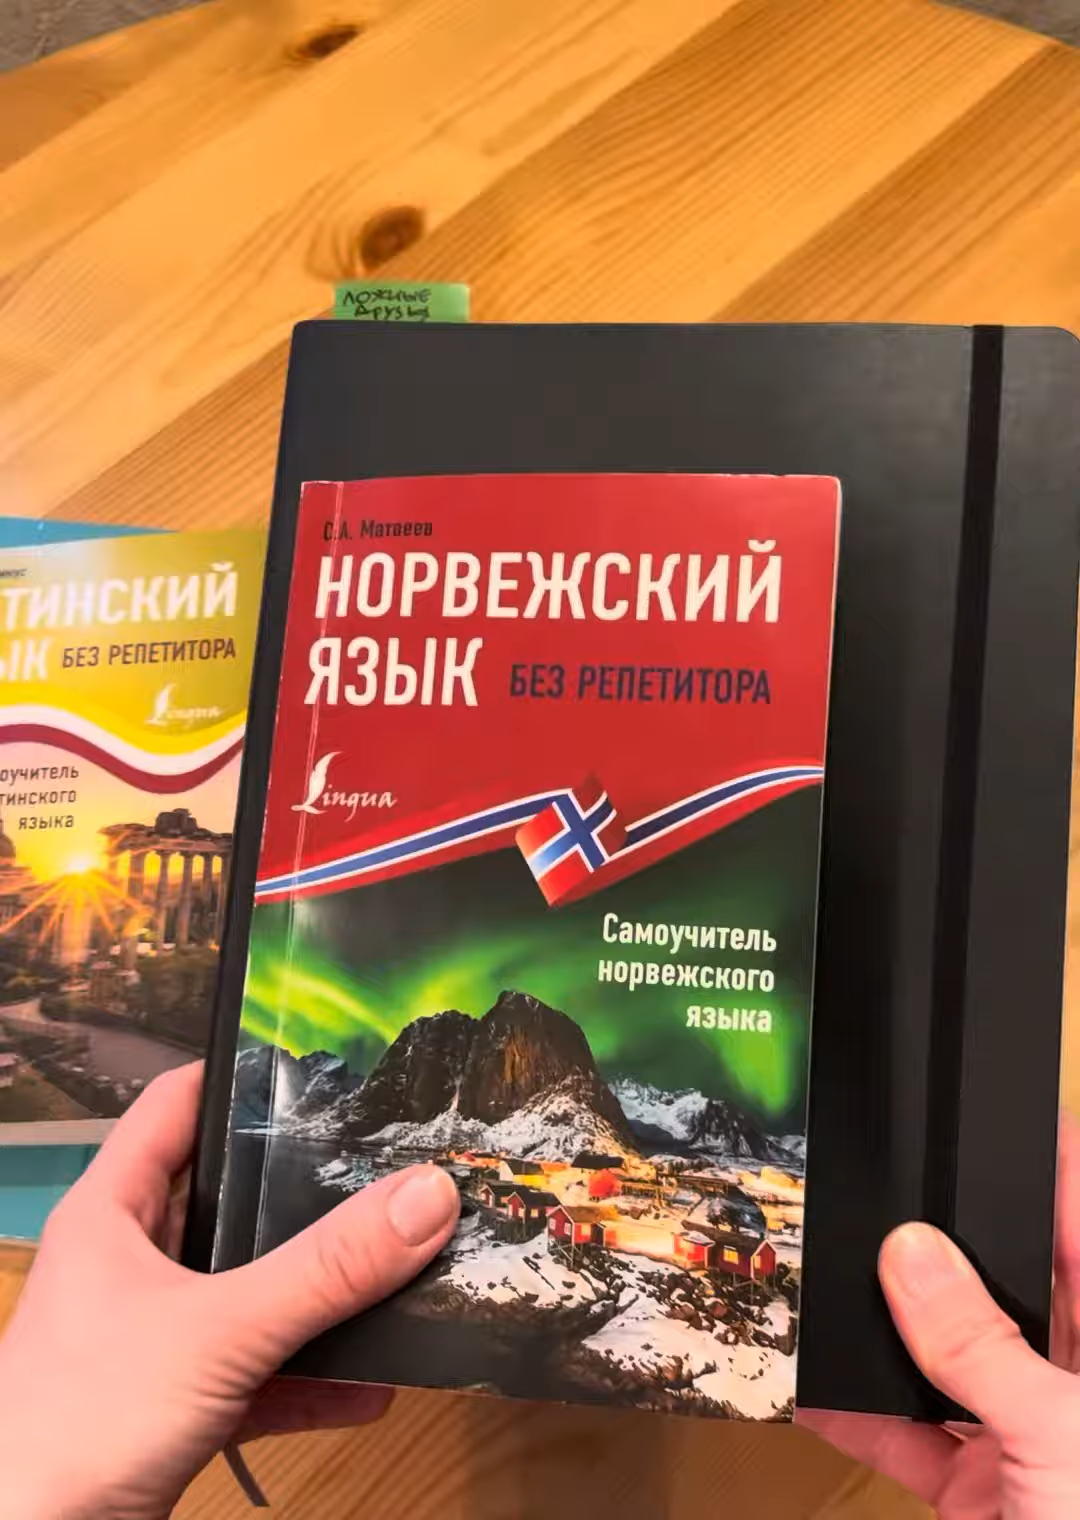 ложные
друзья
С.А. Матвеев
НОРВЕЖСКИЙ
ЯЗЫК БЕЗ РЕПЕТИТОРА
Lingua
Самоучитель
норвежского
языка
ТИНСКИЙ
ЫК БЕЗ РЕПЕТИТОРА
Lingua
оучитель
тинского
языка